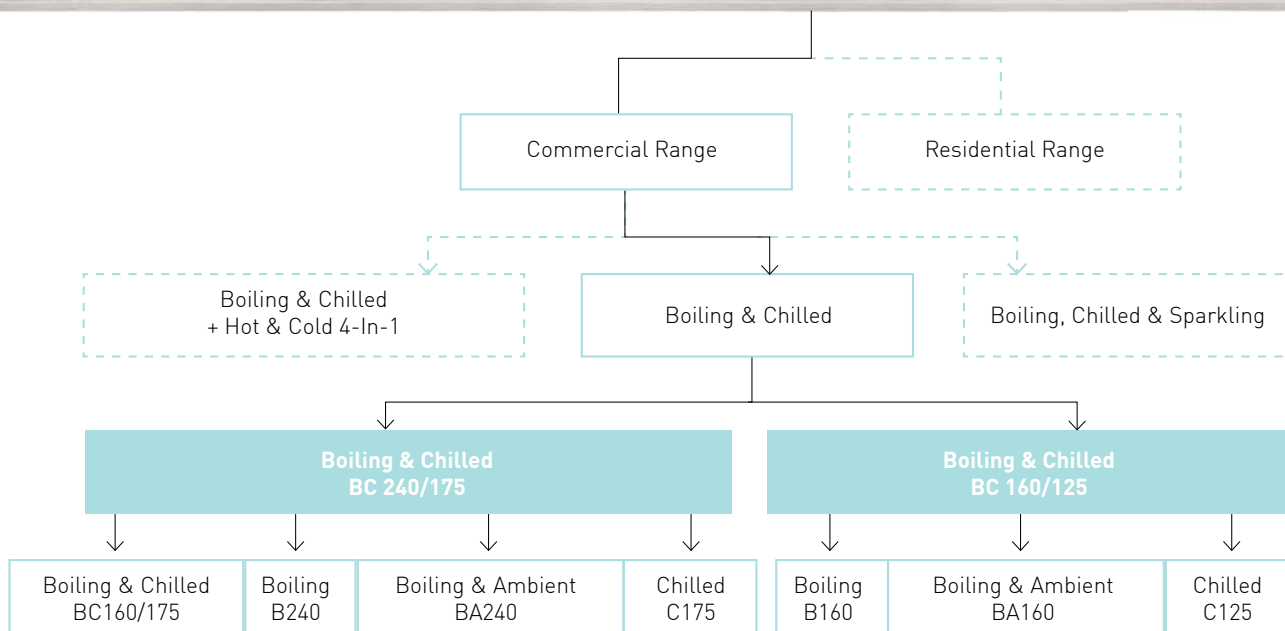 Commercial Range
Residential Range
Boiling & Chilled
+ Hot & Cold 4-In-1
Boiling & Chilled
Boiling, Chilled & Sparkling
Boiling & Chilled
BC 240/175
Boiling & Chilled
BC 160/125
Boiling & Chilled
BC160/175
Boiling
B240
Boiling & Ambient
BA240
Chilled
C175
Boiling
B160
Boiling & Ambient
BA160
Chilled
C125